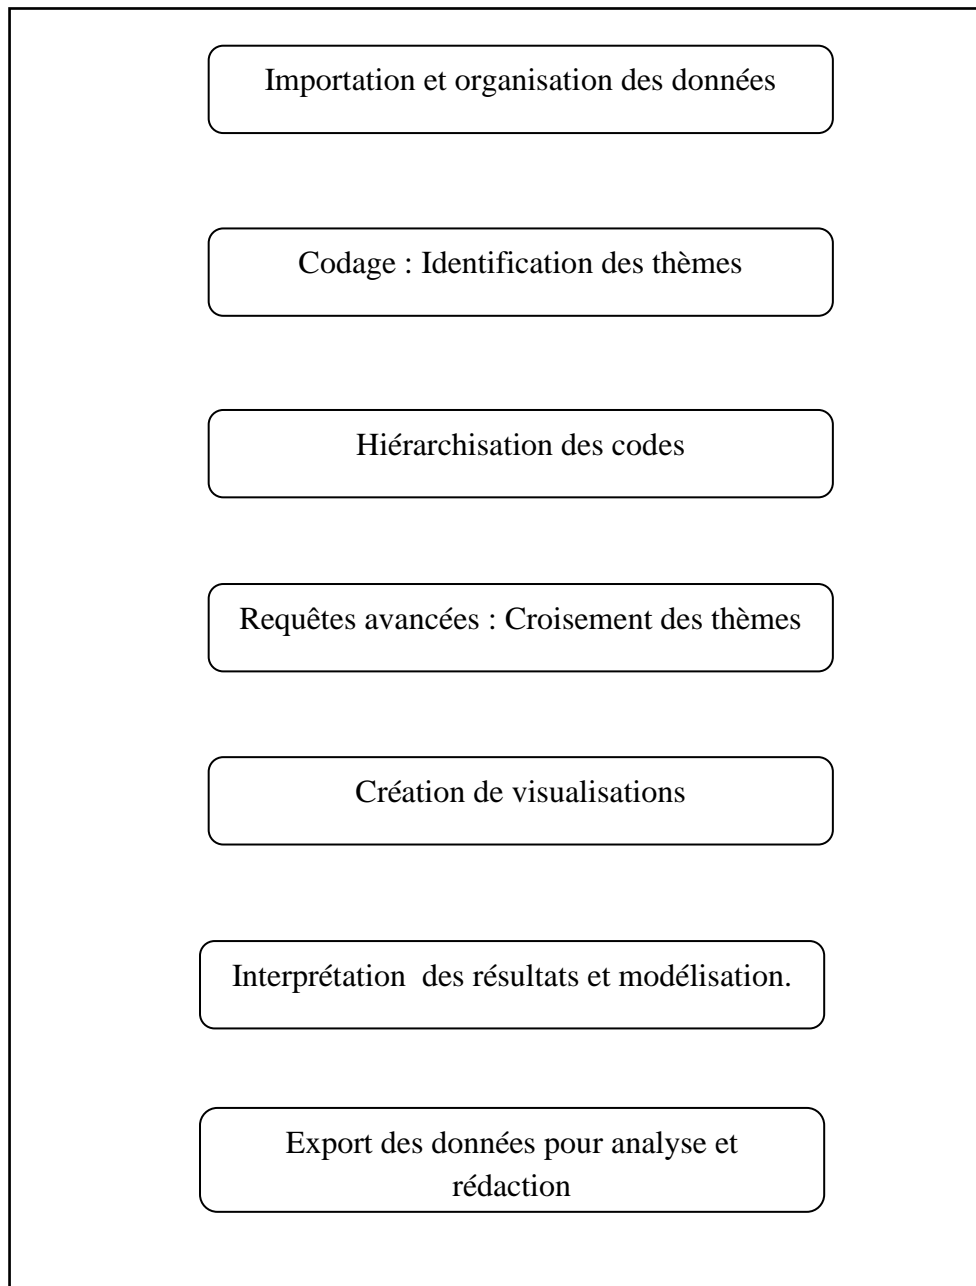 Importation et organisation des données
Codage : Identification des thèmes
Hiérarchisation des codes
Requêtes avancées : Croisement des thèmes
Création de visualisations
Interprétation  des résultats et modélisation.
Export des données pour analyse et
rédaction